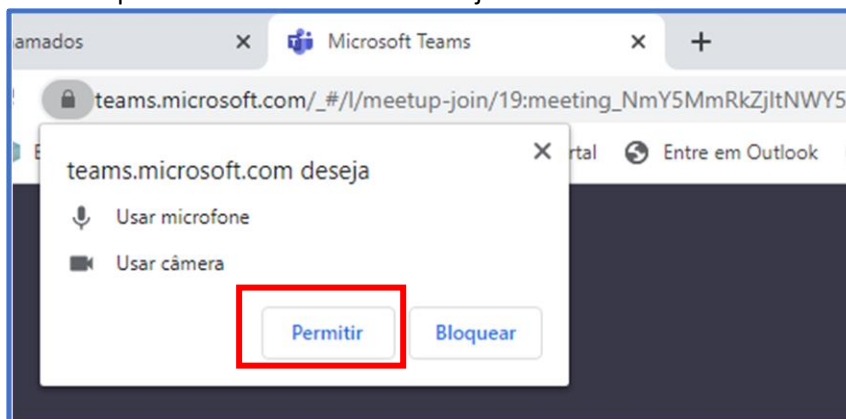 amados
Microsoft Teams
teams.microsoft.com/_#/l/meetup-join/19:meeting_NmY5MmRkZjItNWY5
rtal Entre em Outlook
teams.microsoft.com deseja
Usar microfone
Usar câmera
Permitir Bloquear